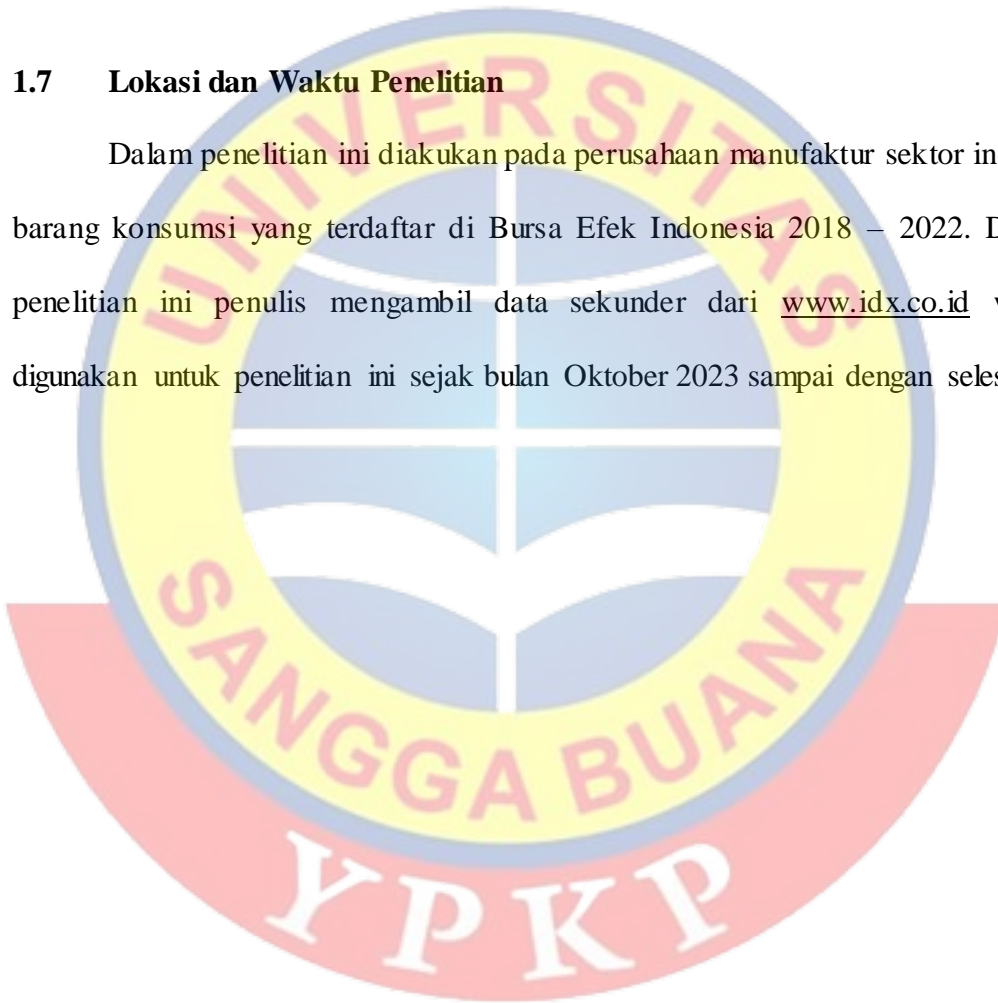 1.7 Lokasi dan Waktu Penelitian
Dalam penelitian ini diakukan pada perusahaan manufaktur sektor in
barang konsumsi yang terdaftar di Bursa Efek Indonesia 2018 – 2022. D
penelitian ini penulis mengambil data sekunder dari www.idx.co.id
digunakan untuk penelitian ini sejak bulan Oktober 2023 sampai dengan seles
UNIVERSITAS
SANGGA BUANA
YPKP